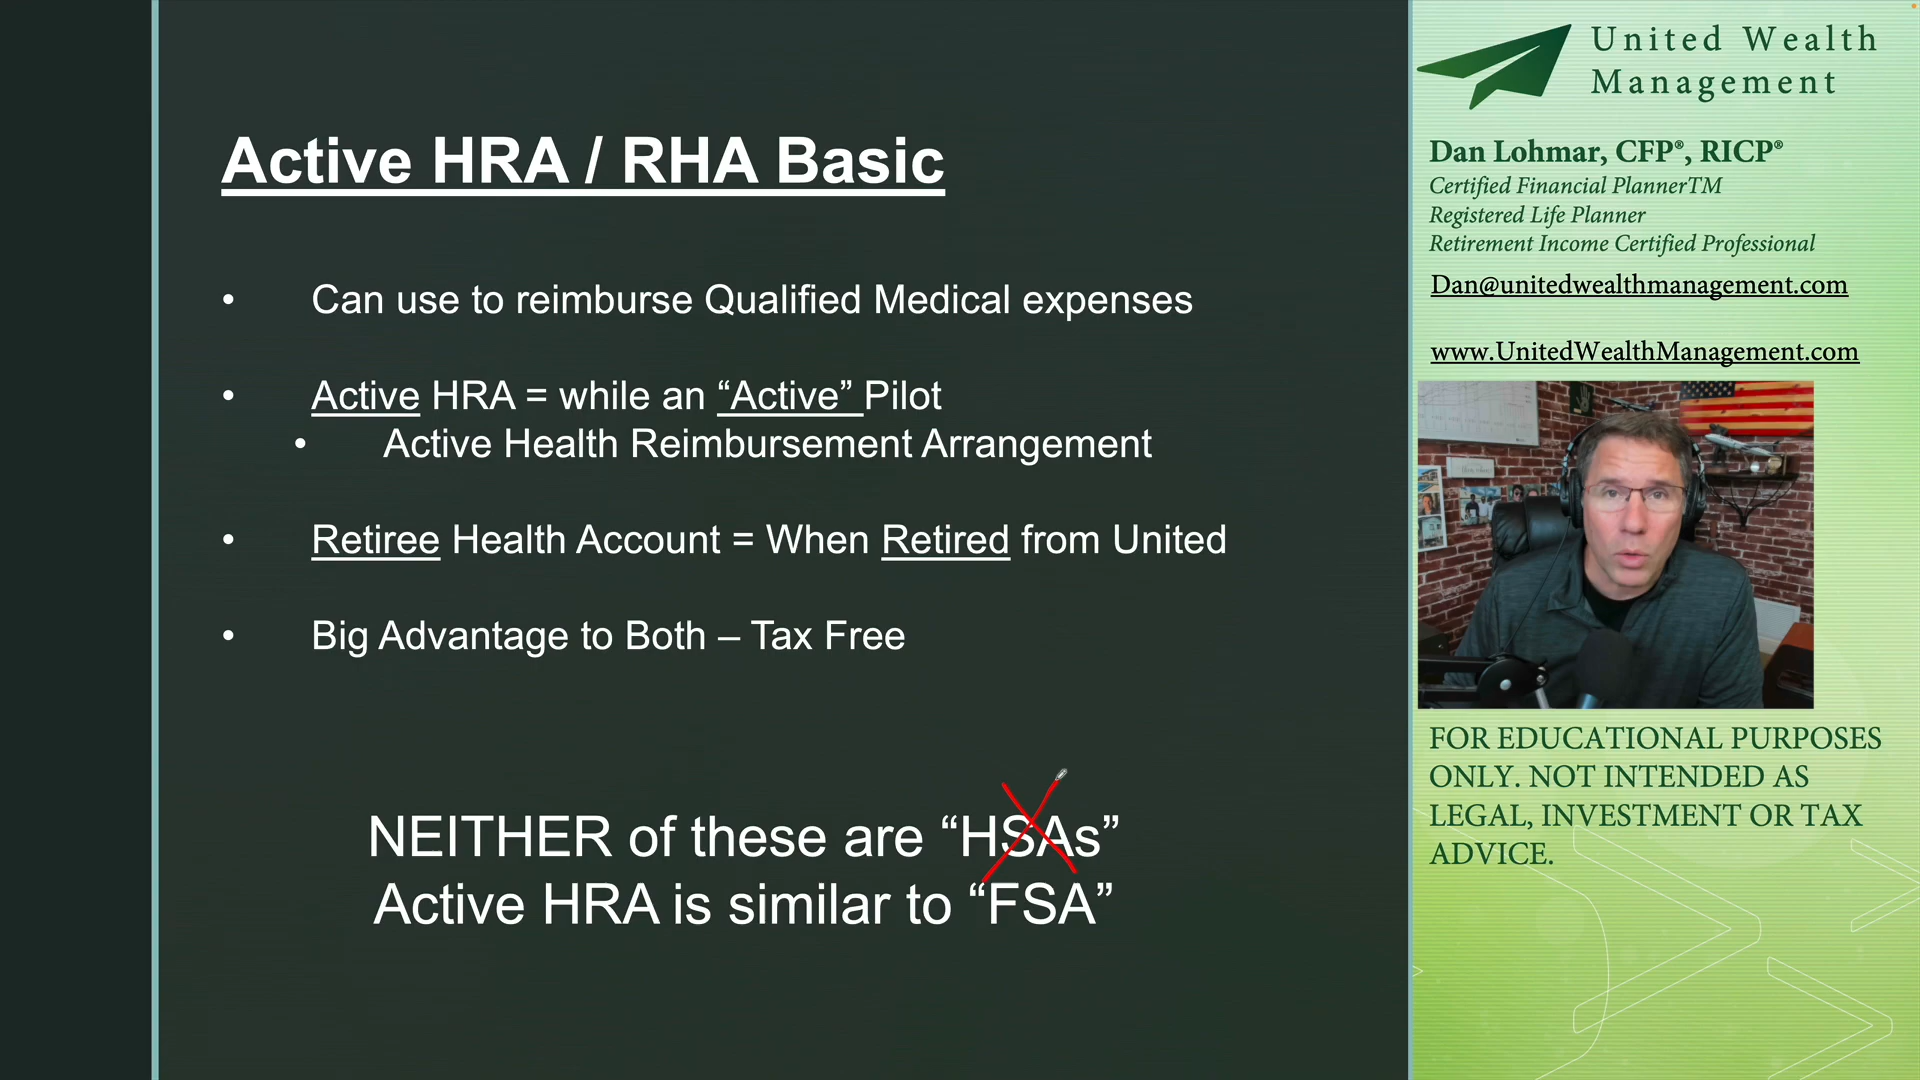 Active HRA / RHA Basic
• Can use to reimburse Qualified Medical expenses
• Active HRA = while an “Active” Pilot
• Active Health Reimbursement Arrangement
• Retiree Health Account = When Retired from United
• Big Advantage to Both – Tax Free
NEITHER of these are “HSAs”
Active HRA is similar to “FSA”
United Wealth
Management
Dan Lohmar, CFP®, RICP®
Certified Financial PlannerTM
Registered Life Planner
Retirement Income Certified Professional
Dan@unitedwealthmanagement.com
www.UnitedWealthManagement.com
FOR EDUCATIONAL PURPOSES
ONLY. NOT INTENDED AS
LEGAL, INVESTMENT OR TAX
ADVICE.